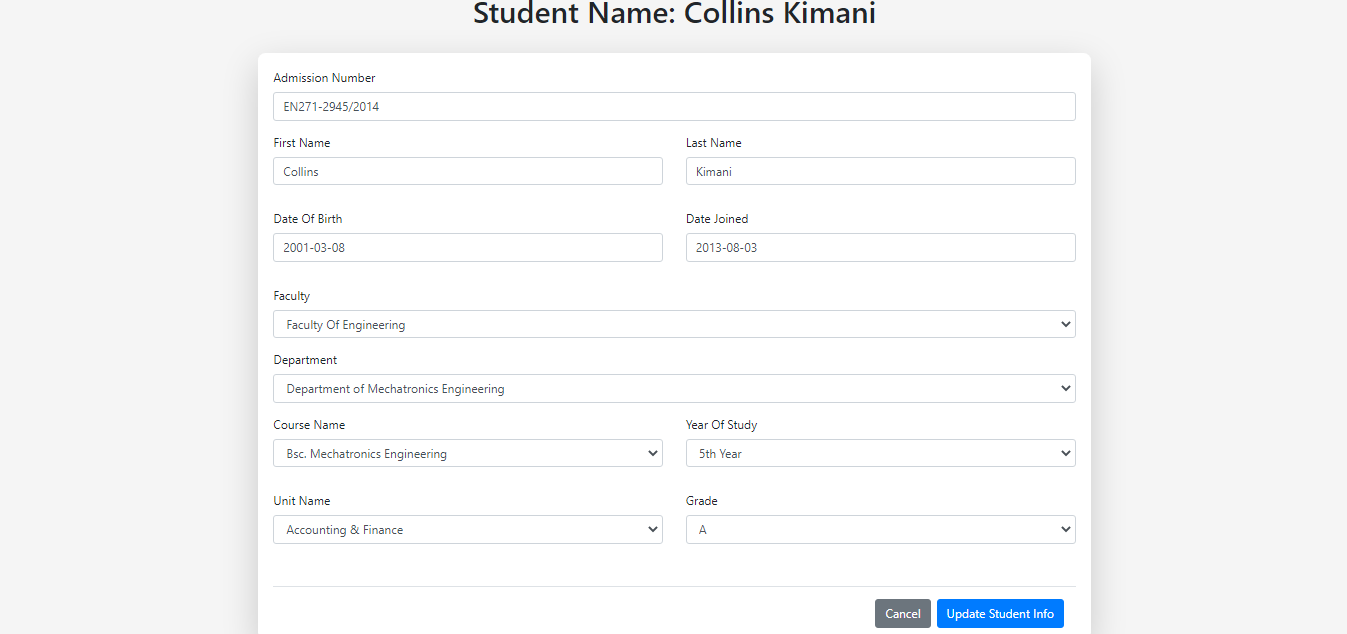 Student Name: Collins Kimani
Admission Number
EN271-2945/2014
First Name
Last Name
Collins
Kimani
Date Of Birth
Date Joined
2001-03-08
2013-08-03
Faculty
Faculty Of Engineering
Department
Department of Mechatronics Engineering
Course Name
Year Of Study
Bsc. Mechatronics Engineering
5th Year
Unit Name
Grade
Accounting & Finance
A
Cancel
Update Student Info